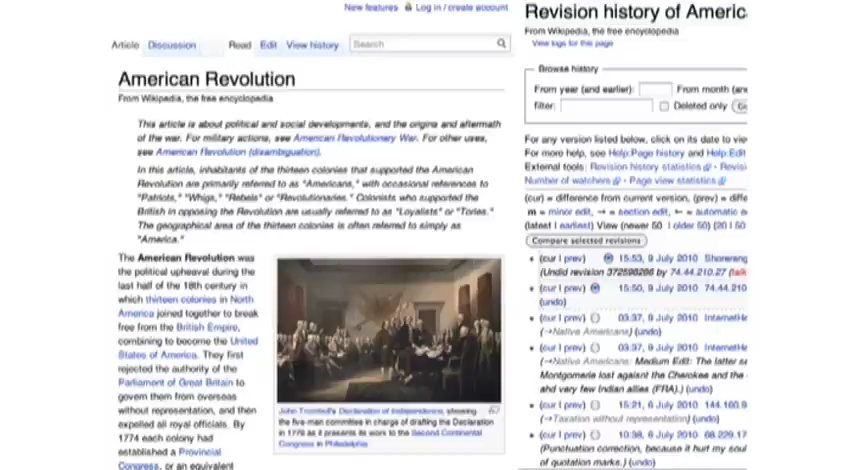 New features Log in / create account
Article Discussion Read Edit View history Search
American Revolution
From Wikipedia, the free encyclopedia
This article is about political and social developments, and the origins and aftermath
of the war. For military actions, see American Revolutionary War. For other uses,
see American Revolution (disambiguation).
In this article, inhabitants of the thirteen colonies that supported the American
Revolution are primarily referred to as "Americans," with occasional references to
"Patriots," "Whigs," "Rebels" or "Revolutionaries." Colonists who supported the
British in opposing the Revolution are usually referred to as "Loyalists" or "Tories."
The geographical area of the thirteen colonies is often referred to simply as
"America."
The American Revolution was
the political upheaval during the
last half of the 18th century in
which thirteen colonies in North
America joined together to break
free from the British Empire,
combining to become the United
States of America. They first
rejected the authority of the
Parliament of Great Britain to
govern them from overseas
without representation, and then
expelled all royal officials. By
1774 each colony had
established a Provincial
Congress, or an equivalent
John Trumbull's Declaration of Independence, showing
the five-man committee in charge of drafting the Declaration
in 1776 as it presents its work to the Second Continental
Congress in Philadelphia
Revision history of Americ
From Wikipedia, the free encyclopedia
View logs for this page
Browse history
From year (and earlier): From month (an
filter: Deleted only
For any version listed below, click on its date to vie
For more help, see Help:Page history and Help:Edit
External tools: Revision history statistics · Revisi
Number of watchers · Page view statistics
(cur) = difference from current version, (prev) = diffe
m = minor edit, → = section edit, ← = automatic e
(latest | earliest) View (newer 50 | older 50) (20 | 50
Compare selected revisions
(cur | prev) 15:53, 9 July 2010
(Undid revision 372598286 by 74.44.210.27 (talk
(cur | prev) 15:50, 9 July 2010 74.44.210
(undo)
(cur | prev) 03:37, 9 July 2010 InternetHe
(→Native Americans) (undo)
(cur | prev) 03:37, 9 July 2010 InternetHe
(→Native Americans: Medium Edit: The latter se
Montgomerie lost against the Cherokee and the
ahd very few Indian allies (FRA).) (undo)
(cur | prev) 15:21, 6 July 2010 144.160.9
(→Taxation without representation) (undo)
(cur | prev) 10:38, 6 July 2010 68.229.17
(Punctuation correction, because it hurt my soul
of quotation marks.) (undo)